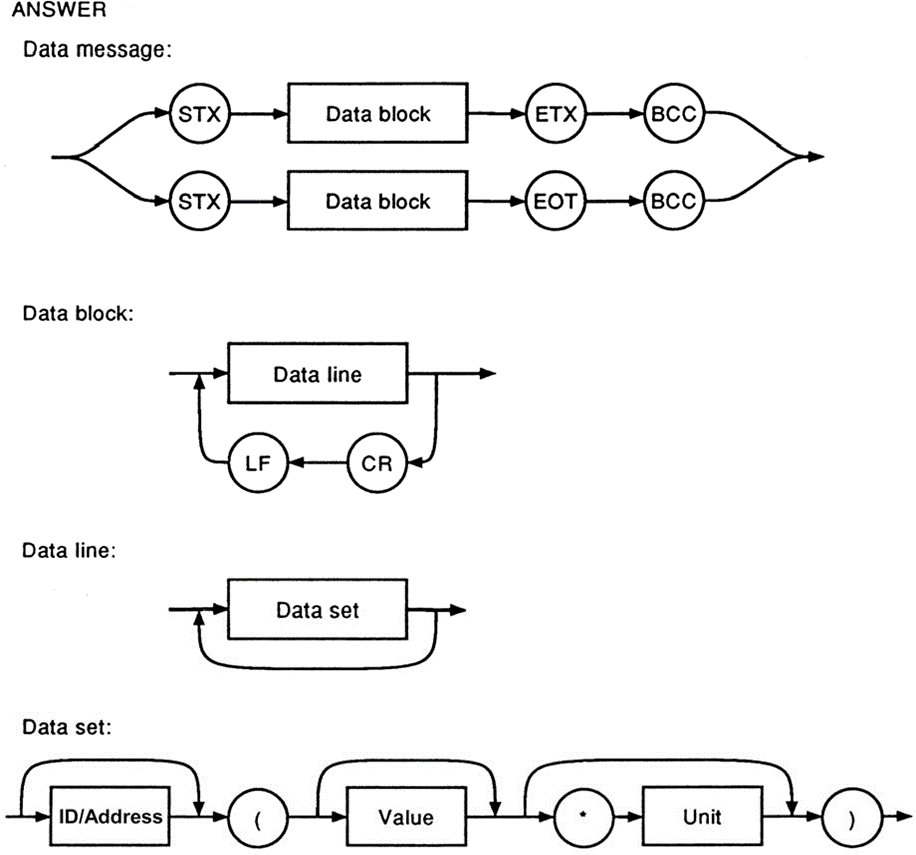 ANSWER
Data message:
STX Data block ETX BCC
STX Data block EOT BCC
Data block:
Data line
LF CR
Data line:
Data set
Data set:
ID/Address ( Value * Unit )